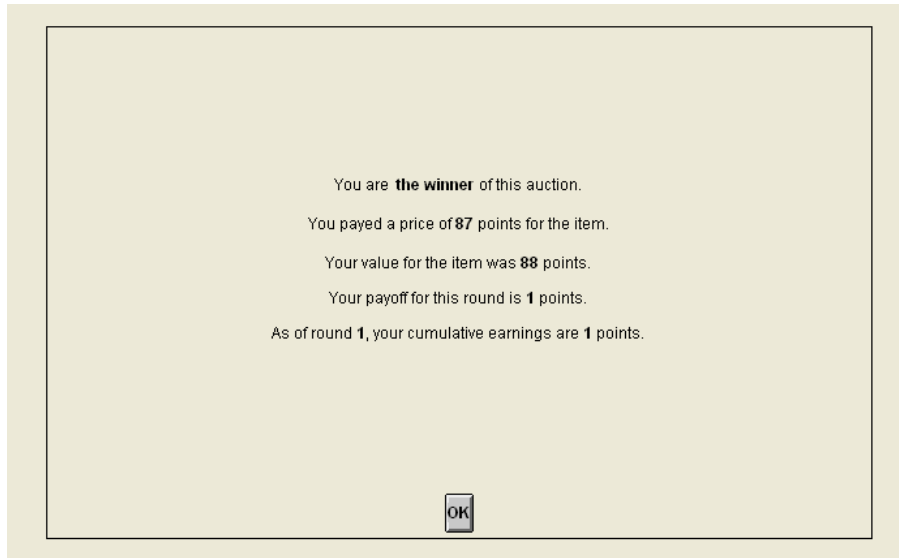 You are the winner of this auction.
You payed a price of 87 points for the item.
Your value for the item was 88 points.
Your payoff for this round is 1 points.
As of round 1, your cumulative earnings are 1 points.
OK